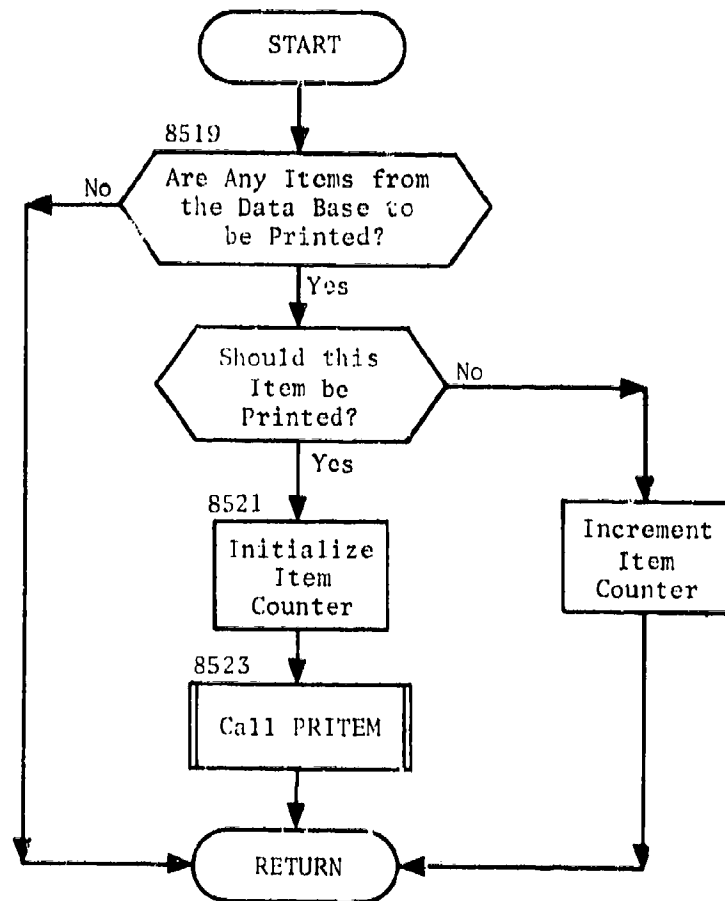 START
8519
Are Any Items from
the Data Base to
be Printed?
No
Yes
Should this
Item be
Printed?
No
Yes
8521
Initialize
Item
Counter
Increment
Item
Counter
8523
Call PRITEM
RETURN